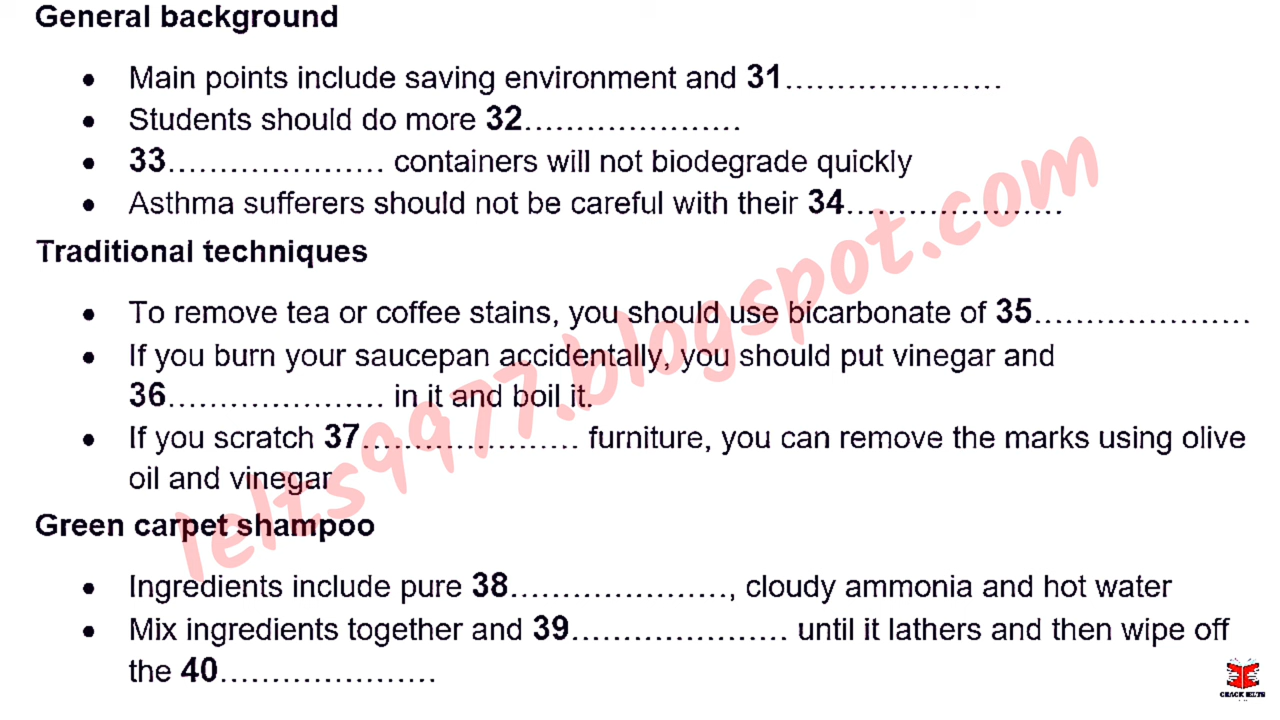 General background
• Main points include saving environment and 31.....................
• Students should do more 32.....................
• 33..................... containers will not biodegrade quickly
• Asthma sufferers should not be careful with their 34.....................
Traditional techniques
• To remove tea or coffee stains, you should use bicarbonate of 35.....................
• If you burn your saucepan accidentally, you should put vinegar and
36..................... in it and boil it.
• If you scratch 37..................... furniture, you can remove the marks using olive
oil and vinegar
Green carpet shampoo
• Ingredients include pure 38....................., cloudy ammonia and hot water
• Mix ingredients together and 39..................... until it lathers and then wipe off
the 40.....................
Ielts9977.blogspot.com
CRACK IELTS